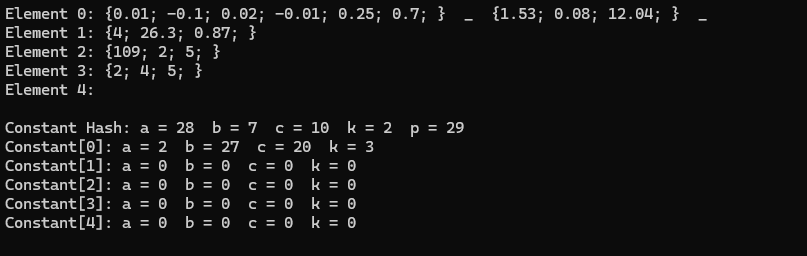 Element 0: {0.01; -0.1; 0.02; -0.01; 0.25; 0.7; }  _  {1.53; 0.08; 12.04; }  _
Element 1: {4; 26.3; 0.87; }
Element 2: {109; 2; 5; }
Element 3: {2; 4; 5; }
Element 4:
Constant Hash: a = 28  b = 7  c = 10  k = 2  p = 29
Constant[0]: a = 2  b = 27  c = 20  k = 3
Constant[1]: a = 0  b = 0  c = 0  k = 0
Constant[2]: a = 0  b = 0  c = 0  k = 0
Constant[3]: a = 0  b = 0  c = 0  k = 0
Constant[4]: a = 0  b = 0  c = 0  k = 0